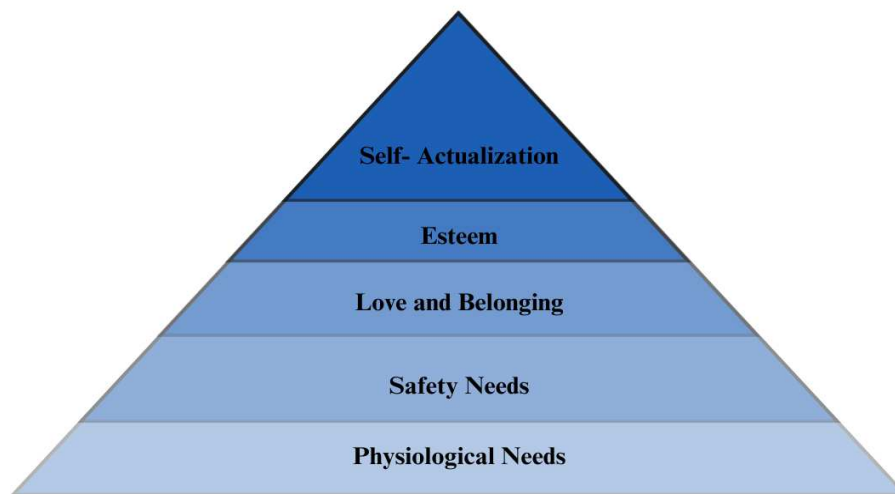 Self- Actualization
Esteem
Love and Belonging
Safety Needs
Physiological Needs